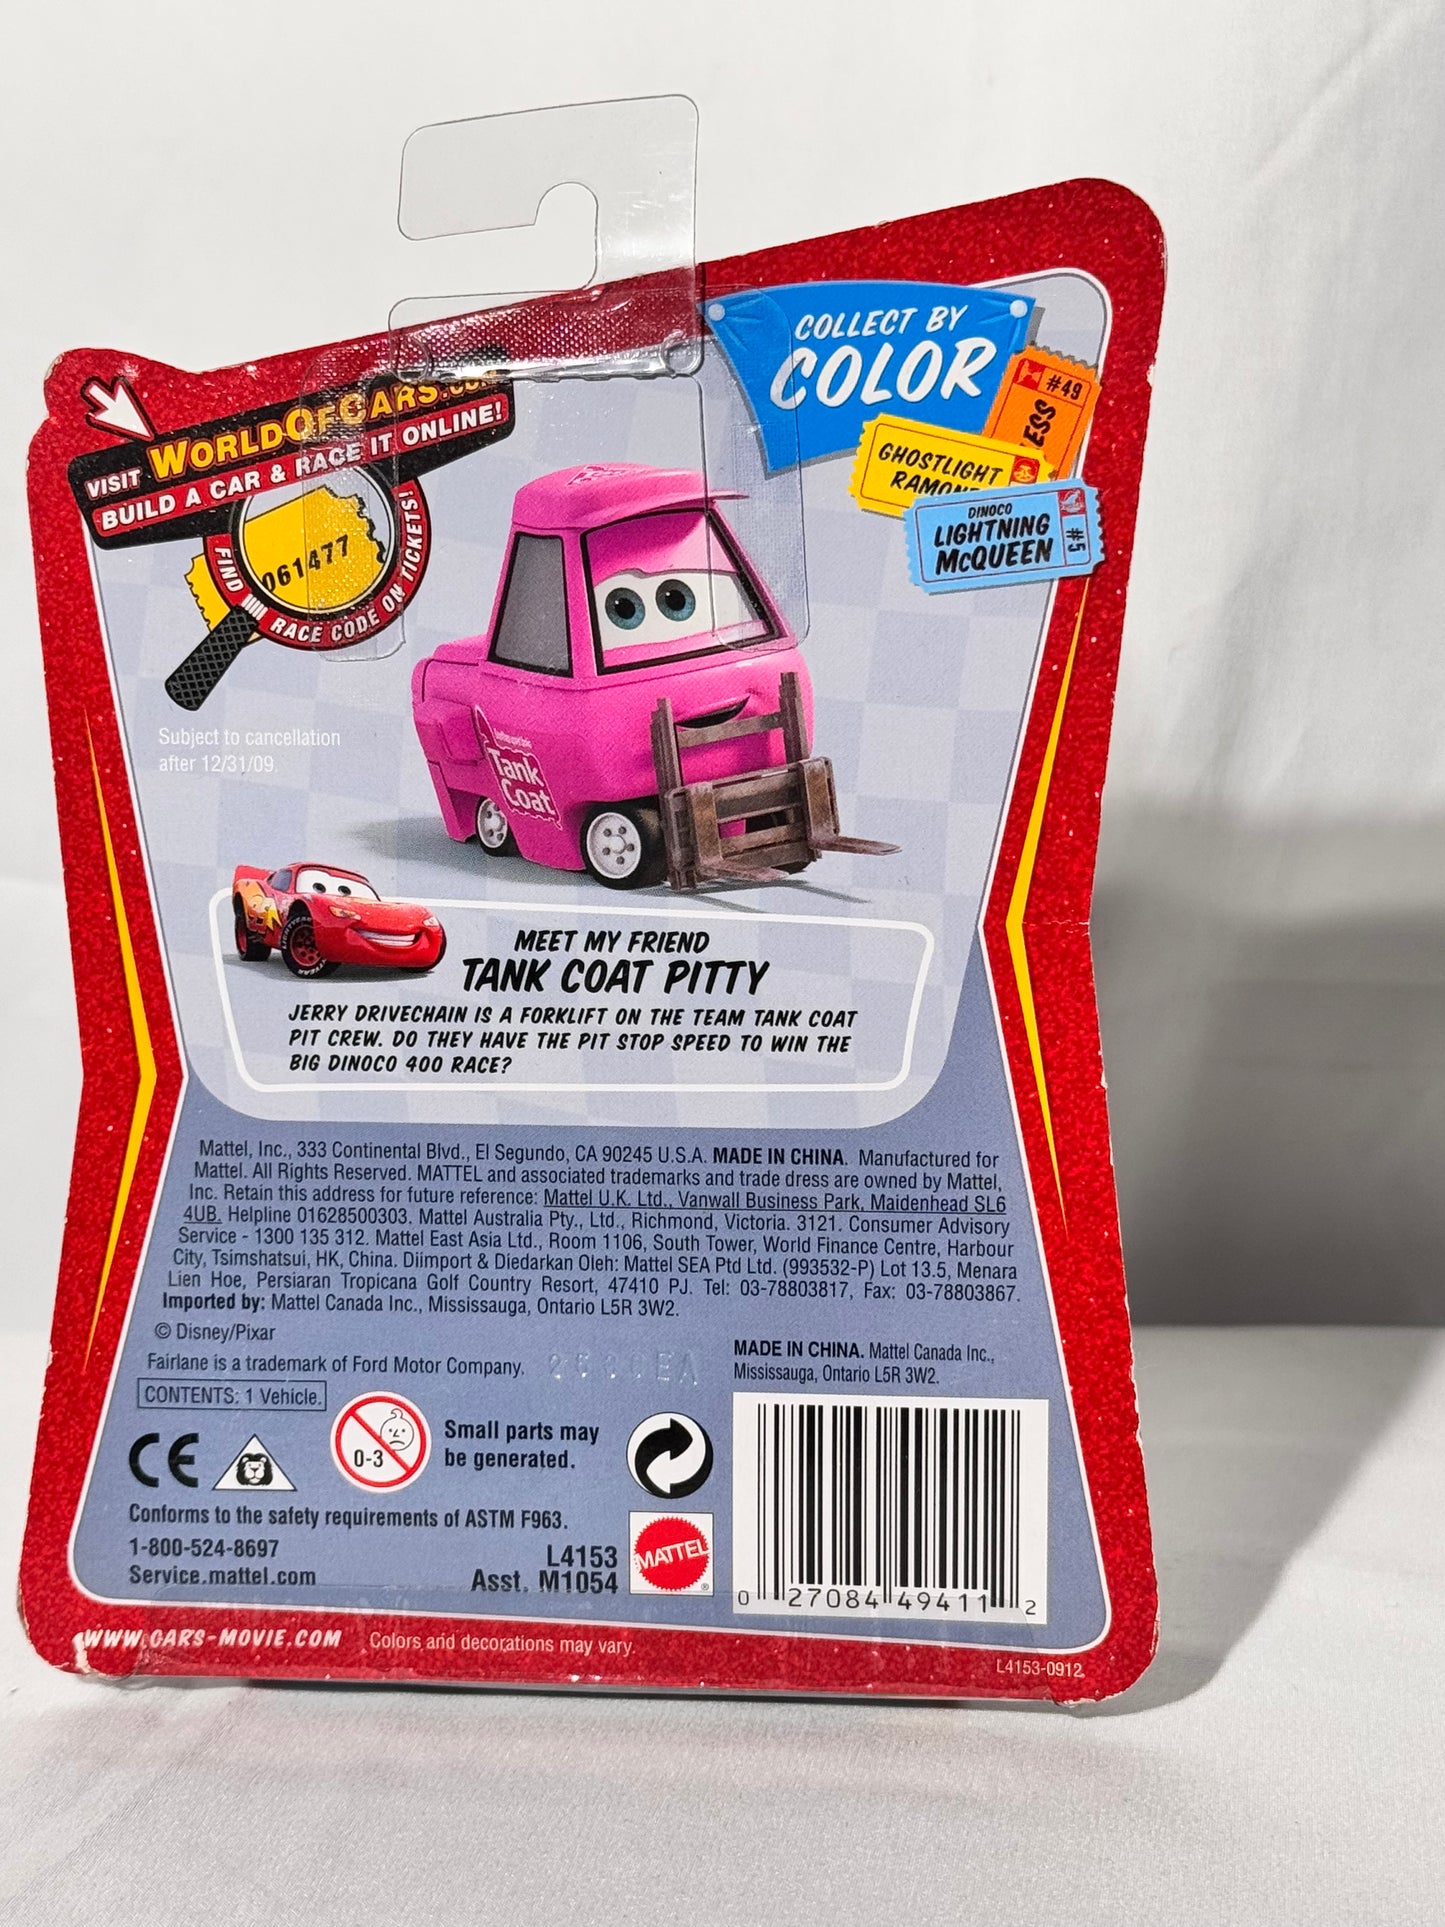 COLLECT BY
COLOR
#49
ESS
GHOSTLIGHT
DINOCO
LIGHTNING
McQUEEN
#5
VISIT WORLDOFCARS.COM
BUILD A CAR & RACE IT ONLINE!
061477
FIND RACE CODE ON TICKETS!
Subject to cancellation
after 12/31/09.
Tank
Coat
MEET MY FRIEND
TANK COAT PITTY
JERRY DRIVECHAIN IS A FORKLIFT ON THE TEAM TANK COAT
PIT CREW. DO THEY HAVE THE PIT STOP SPEED TO WIN THE
BIG DINOCO 400 RACE?
Mattel, Inc., 333 Continental Blvd., El Segundo, CA 90245 U.S.A. MADE IN CHINA. Manufactured for
Mattel. All Rights Reserved. MATTEL and associated trademarks and trade dress are owned by Mattel,
Inc. Retain this address for future reference: Mattel U.K. Ltd., Vanwall Business Park, Maidenhead SL6
4UB. Helpline 01628500303. Mattel Australia Pty., Ltd., Richmond, Victoria. 3121. Consumer Advisory
Service - 1300 135 312. Mattel East Asia Ltd., Room 1106, South Tower, World Finance Centre, Harbour
City, Tsimshatsui, HK, China. Diimport & Diedarkan Oleh: Mattel SEA Ptd Ltd. (993532-P) Lot 13.5, Menara
Lien Hoe, Persiaran Tropicana Golf Country Resort, 47410 PJ. Tel: 03-78803817, Fax: 03-78803867.
Imported by: Mattel Canada Inc., Mississauga, Ontario L5R 3W2.
© Disney/Pixar
Fairlane is a trademark of Ford Motor Company.
MADE IN CHINA. Mattel Canada Inc.,
Mississauga, Ontario L5R 3W2.
CONTENTS: 1 Vehicle.
CE
0-3
Small parts may
be generated.
Conforms to the safety requirements of ASTM F963.
1-800-524-8697
Service.mattel.com
L4153
Asst. M1054
MATTEL
®
0 27084 49411 2
WWW.CARS-MOVIE.COM
Colors and decorations may vary.
L4153-0912